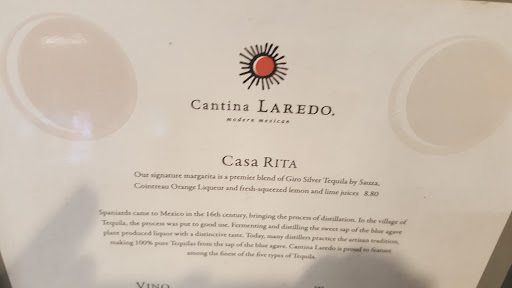 Cantina LAREDO.
modern mexican
CASA RITA
Our signature margarita is a premier blend of Giro Silver Tequila by Sauza,
Cointreau Orange Liqueur and fresh-squeezed lemon and lime juices 8.80
Spaniards came to Mexico in the 16th century, bringing the process of distillation. In the village of
Tequila, the process was put to good use. Fermenting and distilling the sweet sap of the blue agave
plant produced liquor with a distinctive taste. Today, many distillers practice the artisan tradition,
making 100% pure Tequilas from the sap of the blue agave. Cantina Laredo is proud to feature
among the finest of the five types of Tequila.
VINO